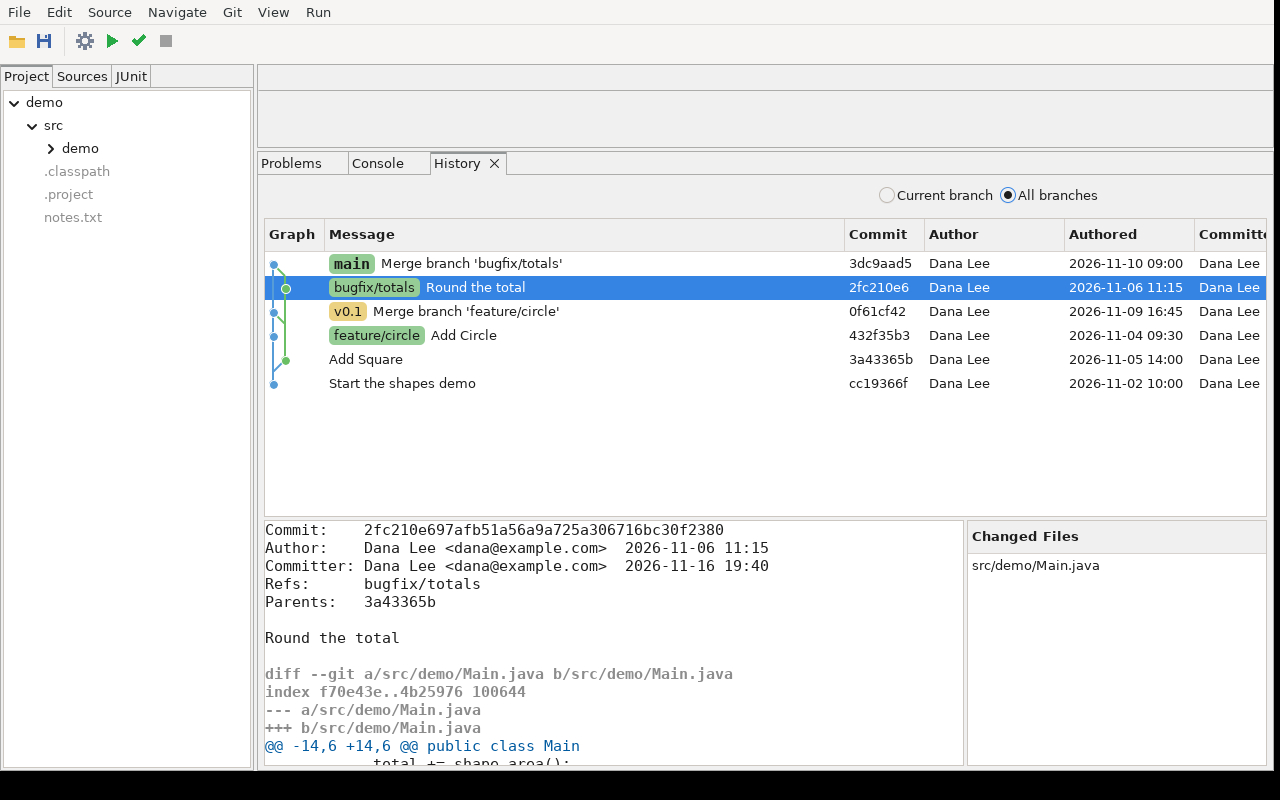 File Edit Source Navigate Git View Run
Project Sources JUnit
demo
src
demo
.classpath
.project
notes.txt
Problems Console History
Current branch All branches
Graph Message Commit Author Authored Committe
main Merge branch 'bugfix/totals' 3dc9aad5 Dana Lee 2026-11-10 09:00 Dana Lee
bugfix/totals Round the total 2fc210e6 Dana Lee 2026-11-06 11:15 Dana Lee
v0.1 Merge branch 'feature/circle' 0f61cf42 Dana Lee 2026-11-09 16:45 Dana Lee
feature/circle Add Circle 432f35b3 Dana Lee 2026-11-04 09:30 Dana Lee
Add Square 3a43365b Dana Lee 2026-11-05 14:00 Dana Lee
Start the shapes demo cc19366f Dana Lee 2026-11-02 10:00 Dana Lee
Commit: 2fc210e697afb51a56a9a725a306716bc30f2380
Author: Dana Lee <dana@example.com> 2026-11-06 11:15
Committer: Dana Lee <dana@example.com> 2026-11-16 19:40
Refs: bugfix/totals
Parents: 3a43365b
Round the total
diff --git a/src/demo/Main.java b/src/demo/Main.java
index f70e43e..4b25976 100644
--- a/src/demo/Main.java
+++ b/src/demo/Main.java
@@ -14,6 +14,6 @@ public class Main
total += shape.area();
Changed Files
src/demo/Main.java